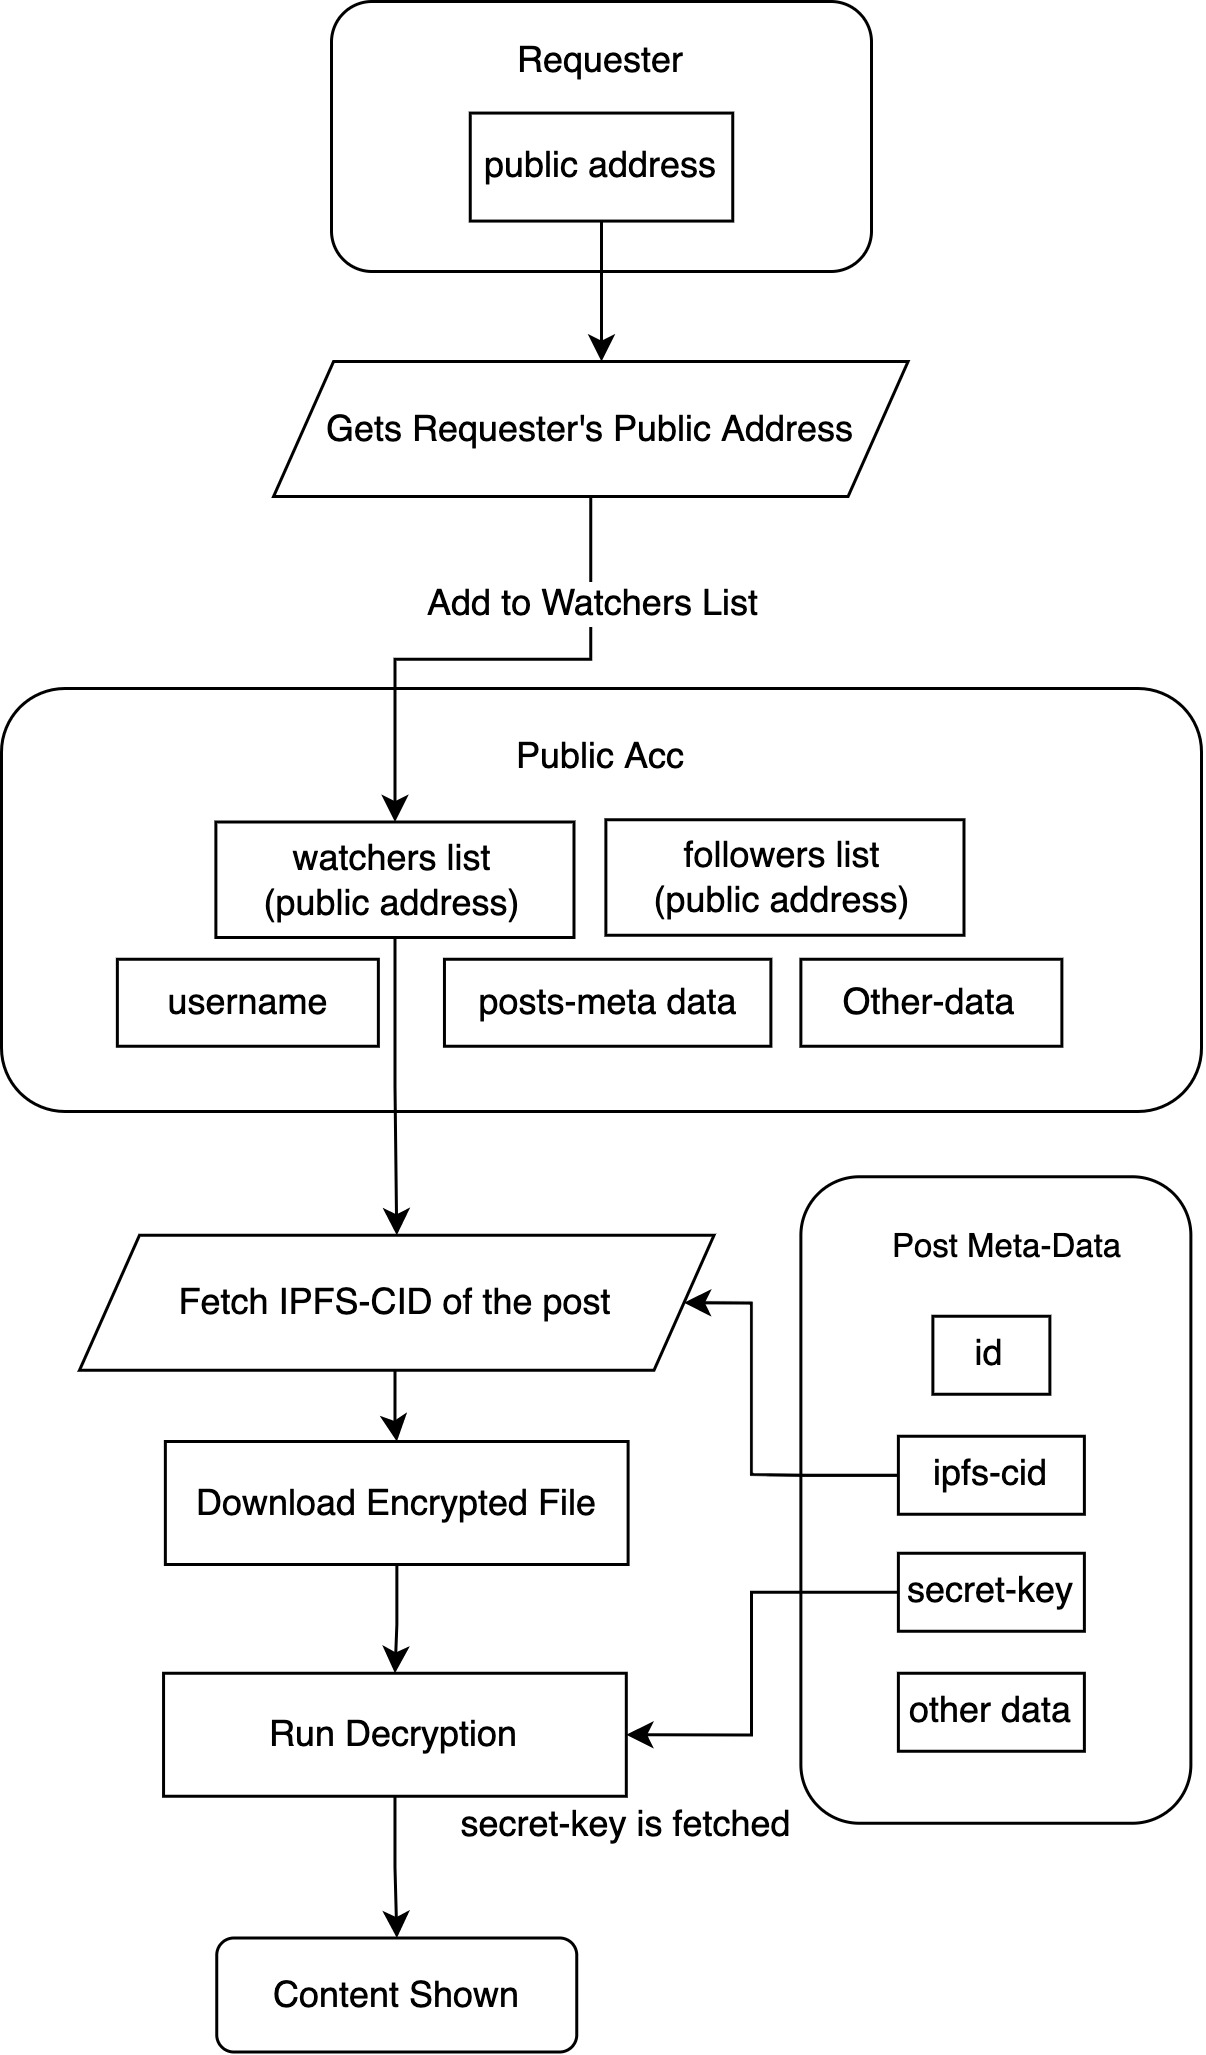 Requester
public address
Gets Requester's Public Address
Add to Watchers List
Public Acc
watchers list
(public address)
followers list
(public address)
username
posts-meta data
Other-data
Post Meta-Data
Fetch IPFS-CID of the post
id
ipfs-cid
Download Encrypted File
secret-key
other data
Run Decryption
secret-key is fetched
Content Shown